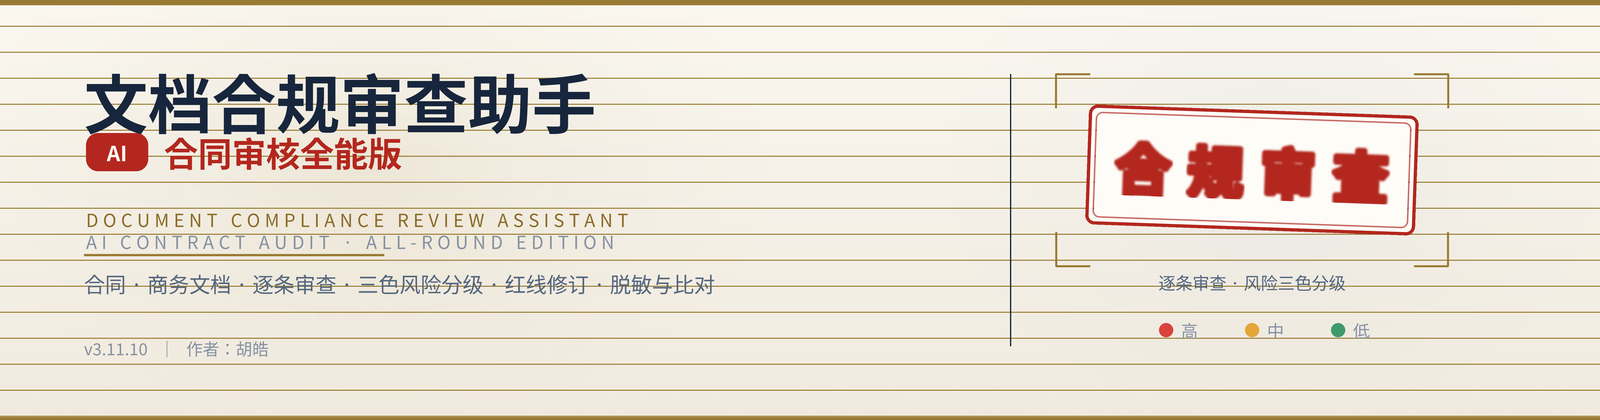 文档合规审查助手
AI 合同审核全能版
DOCUMENT COMPLIANCE REVIEW ASSISTANT
AI CONTRACT AUDIT · ALL-ROUND EDITION
合同 · 商务文档 · 逐条审查 · 三色风险分级 · 红线修订 · 脱敏与比对
v3.11.10 | 作者：胡皓
合规审查
逐条审查 · 风险三色分级
高 中 低